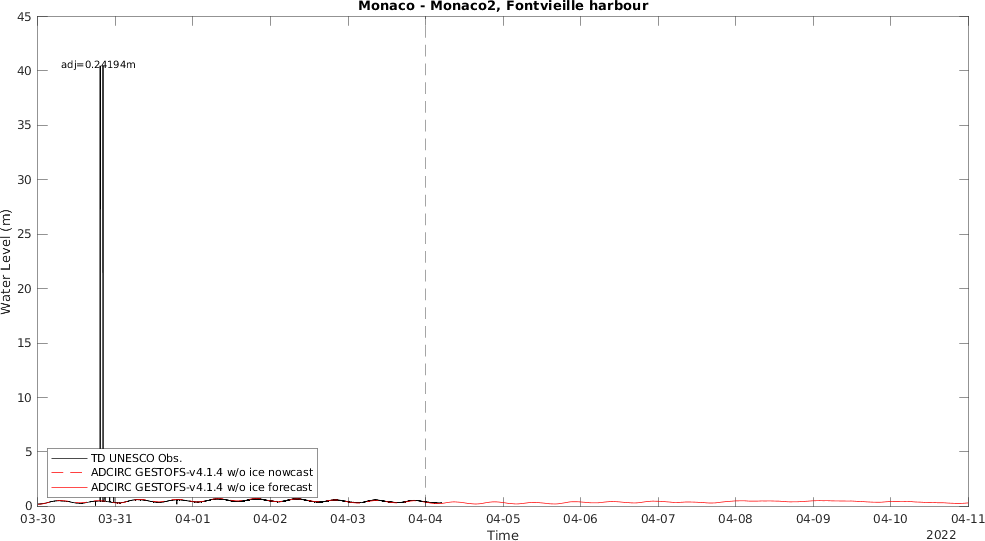 Monaco - Monaco2, Fontvieille harbour
45
40
35
30
25
20
15
10
5
0
Water Level (m)
adj=0.24194m
TD UNESCO Obs.
ADCIRC GESTOFS-v4.1.4 w/o ice nowcast
ADCIRC GESTOFS-v4.1.4 w/o ice forecast
03-30 03-31 04-01 04-02 04-03 04-04 04-05 04-06 04-07 04-08 04-09 04-10 04-11
Time
2022